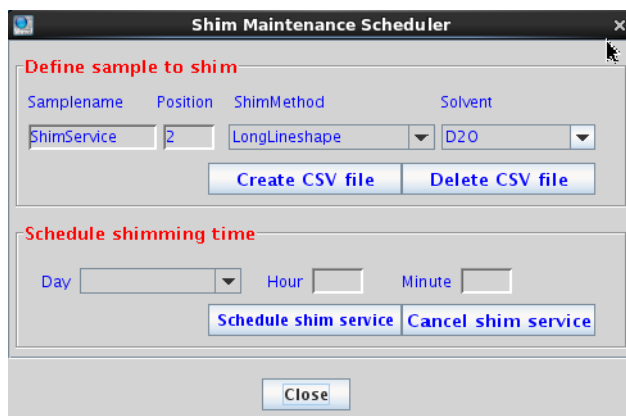 Shim Maintenance Scheduler
Define sample to shim
Samplename Position ShimMethod Solvent
ShimService 2 LongLineshape D2O
Create CSV file Delete CSV file
Schedule shimming time
Day Hour Minute
Schedule shim service Cancel shim service
Close